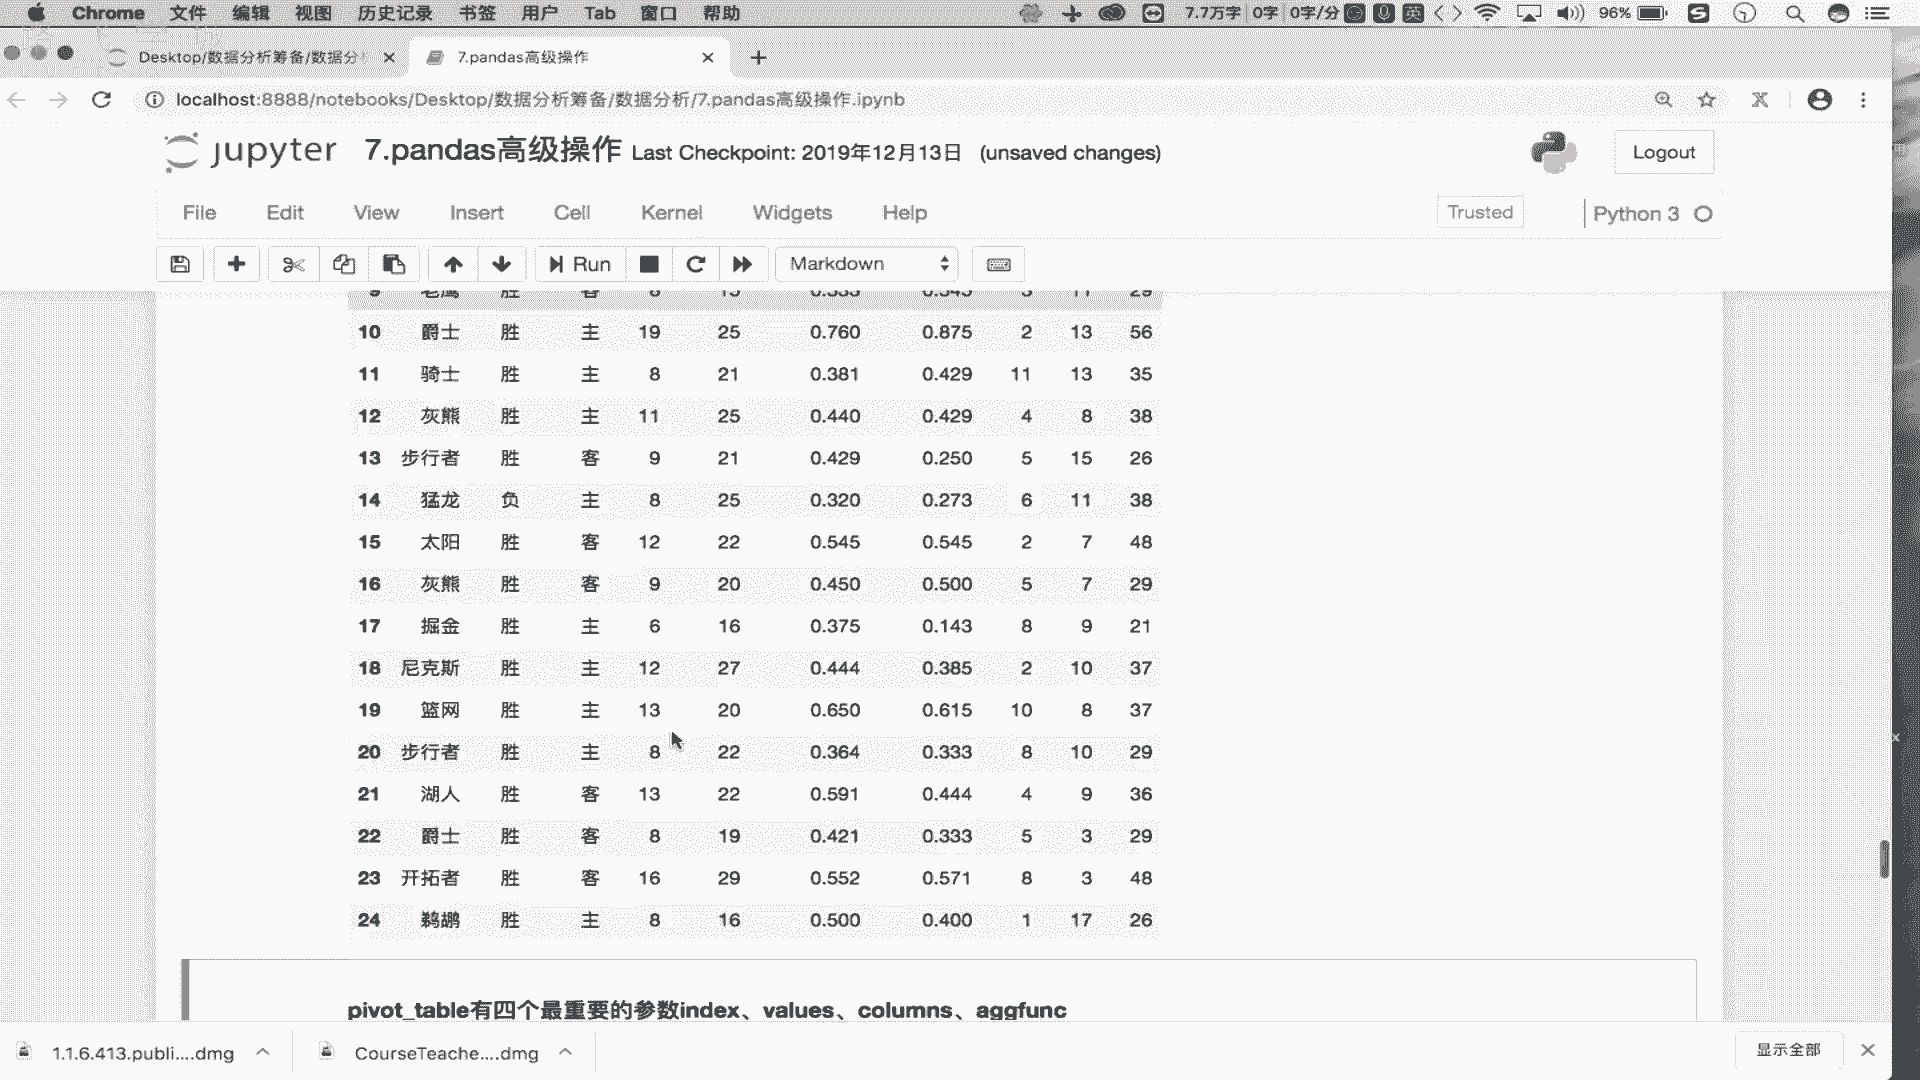 Chrome 文件 编辑 视图 历史记录 书签 用户 Tab 窗口 帮助 7.7万字 0字 0字/分 英 96%
Desktop/数据分析筹备/数据分 7.pandas高级操作
localhost:8888/notebooks/Desktop/数据分析筹备/数据分析/7.pandas高级操作.ipynb
jupyter 7.pandas高级操作 Last Checkpoint: 2019年12月13日 (unsaved changes) Logout
File Edit View Insert Cell Kernel Widgets Help Trusted Python 3
Run Markdown
9 老鹰 胜 客 8 15 0.533 0.545 3 11 29
10 爵士 胜 主 19 25 0.760 0.875 2 13 56
11 骑士 胜 主 8 21 0.381 0.429 11 13 35
12 灰熊 胜 主 11 25 0.440 0.429 4 8 38
13 步行者 胜 客 9 21 0.429 0.250 5 15 26
14 猛龙 负 主 8 25 0.320 0.273 6 11 38
15 太阳 胜 客 12 22 0.545 0.545 2 7 48
16 灰熊 胜 客 9 20 0.450 0.500 5 7 29
17 掘金 胜 主 6 16 0.375 0.143 8 9 21
18 尼克斯 胜 主 12 27 0.444 0.385 2 10 37
19 篮网 胜 主 13 20 0.650 0.615 10 8 37
20 步行者 胜 主 8 22 0.364 0.333 8 10 29
21 湖人 胜 客 13 22 0.591 0.444 4 9 36
22 爵士 胜 客 8 19 0.421 0.333 5 3 29
23 开拓者 胜 客 16 29 0.552 0.571 8 3 48
24 鹈鹕 胜 主 8 16 0.500 0.400 1 17 26
pivot_table有四个最重要的参数index、values、columns、aggfunc
1.1.6.413.publi....dmg CourseTeache....dmg 显示全部